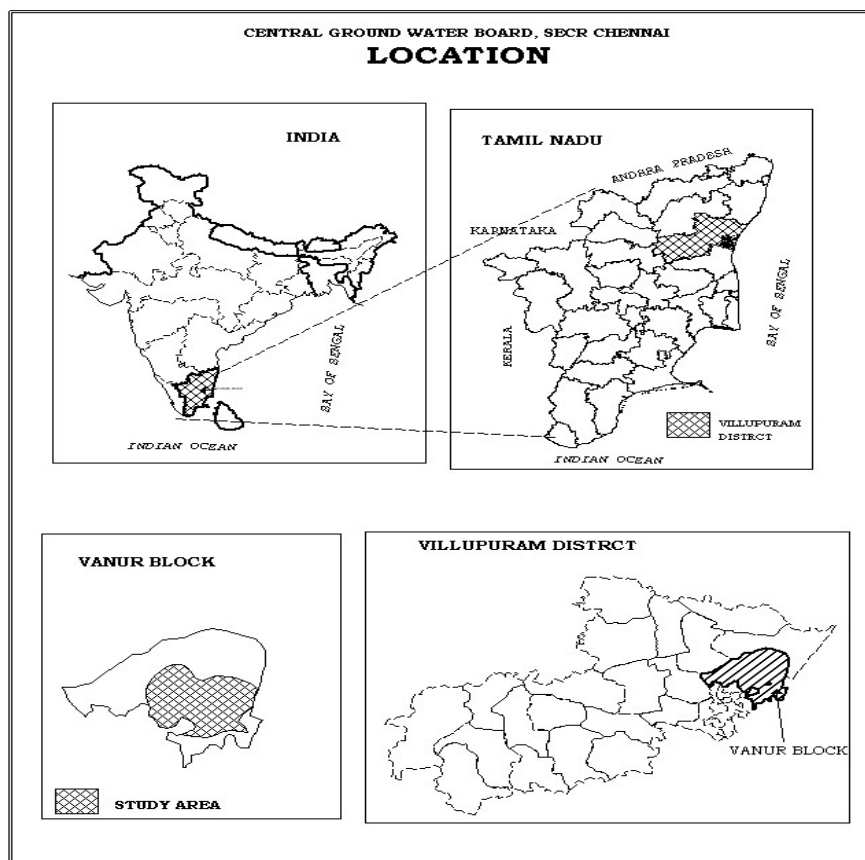 CENTRAL GROUND WATER BOARD, SECR CHENNAI
LOCATION
INDIA
BAY OF BENGAL
INDIAN OCEAN
TAMIL NADU
ANDHRA PRADESH
KARNATAKA
KERALA
BAY OF BENGAL
VILLUPURAM
DISTRCT
INDIAN OCEAN
VANUR BLOCK
STUDY AREA
VILLUPURAM DISTRCT
VANUR BLOCK